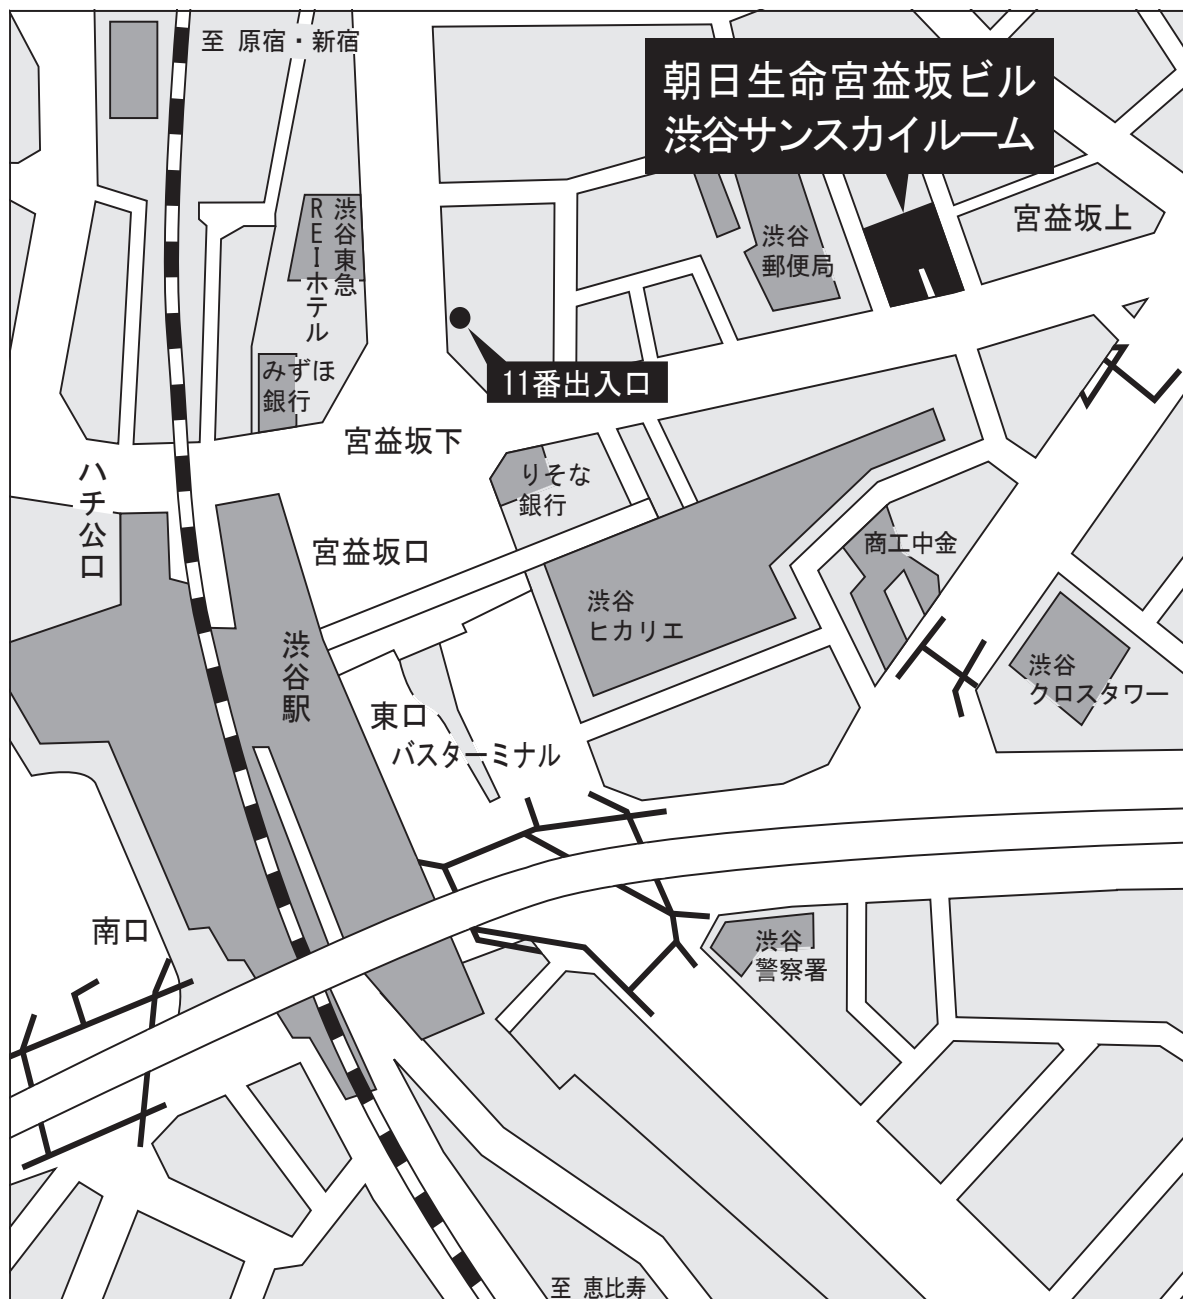 至 原宿・新宿
朝日生命宮益坂ビル
渋谷サンスカイルーム
宮益坂上
渋谷東急
REIホテル
渋谷
郵便局
みずほ
銀行
11番出入口
宮益坂下
ハチ公口
りそな
銀行
宮益坂口
商工中金
渋谷
ヒカリエ
渋谷駅
渋谷
クロスタワー
東口
バスターミナル
南口
渋谷
警察署
至 恵比寿